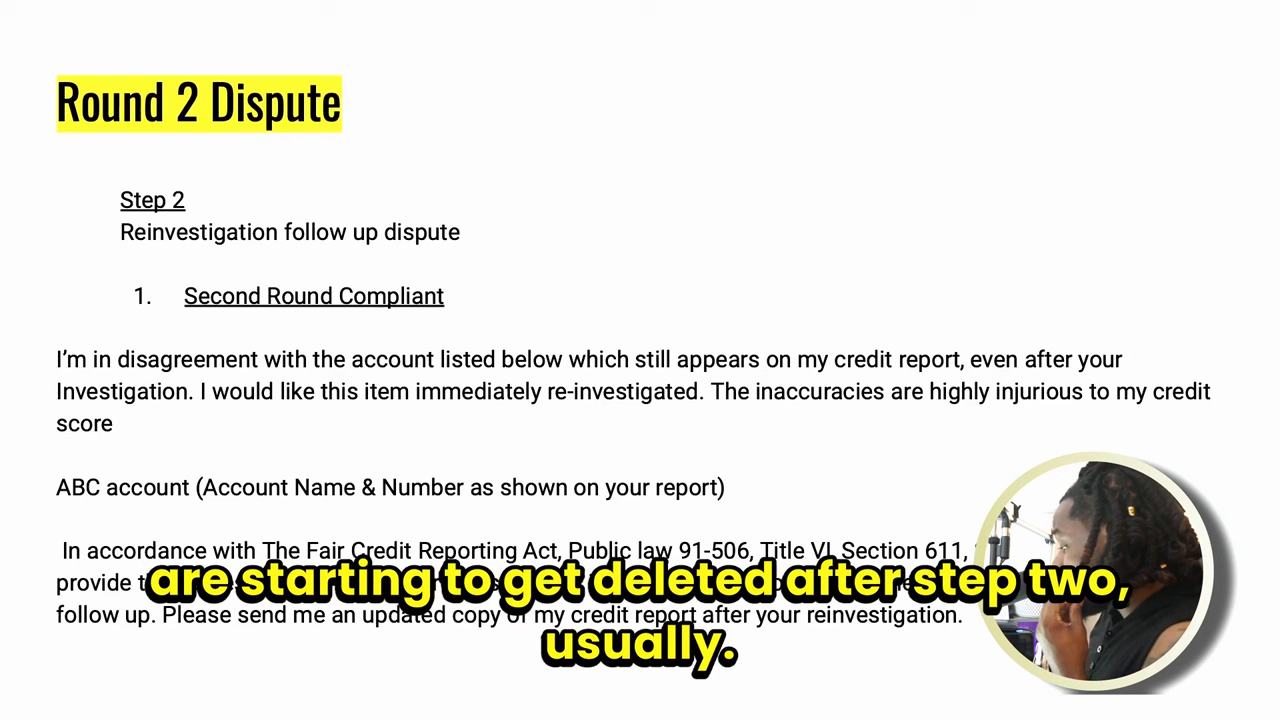 Round 2 Dispute
Step 2
Reinvestigation follow up dispute
1. Second Round Compliant
I'm in disagreement with the account listed below which still appears on my credit report, even after your
Investigation. I would like this item immediately re-investigated. The inaccuracies are highly injurious to my credit
score
ABC account (Account Name & Number as shown on your report)
In accordance with The Fair Credit Reporting Act, Public law 91-506, Title VI, Section 611,
provide
follow up. Please send me an updated copy of my credit report after your reinvestigation.
are starting to get deleted after step two,
usually.